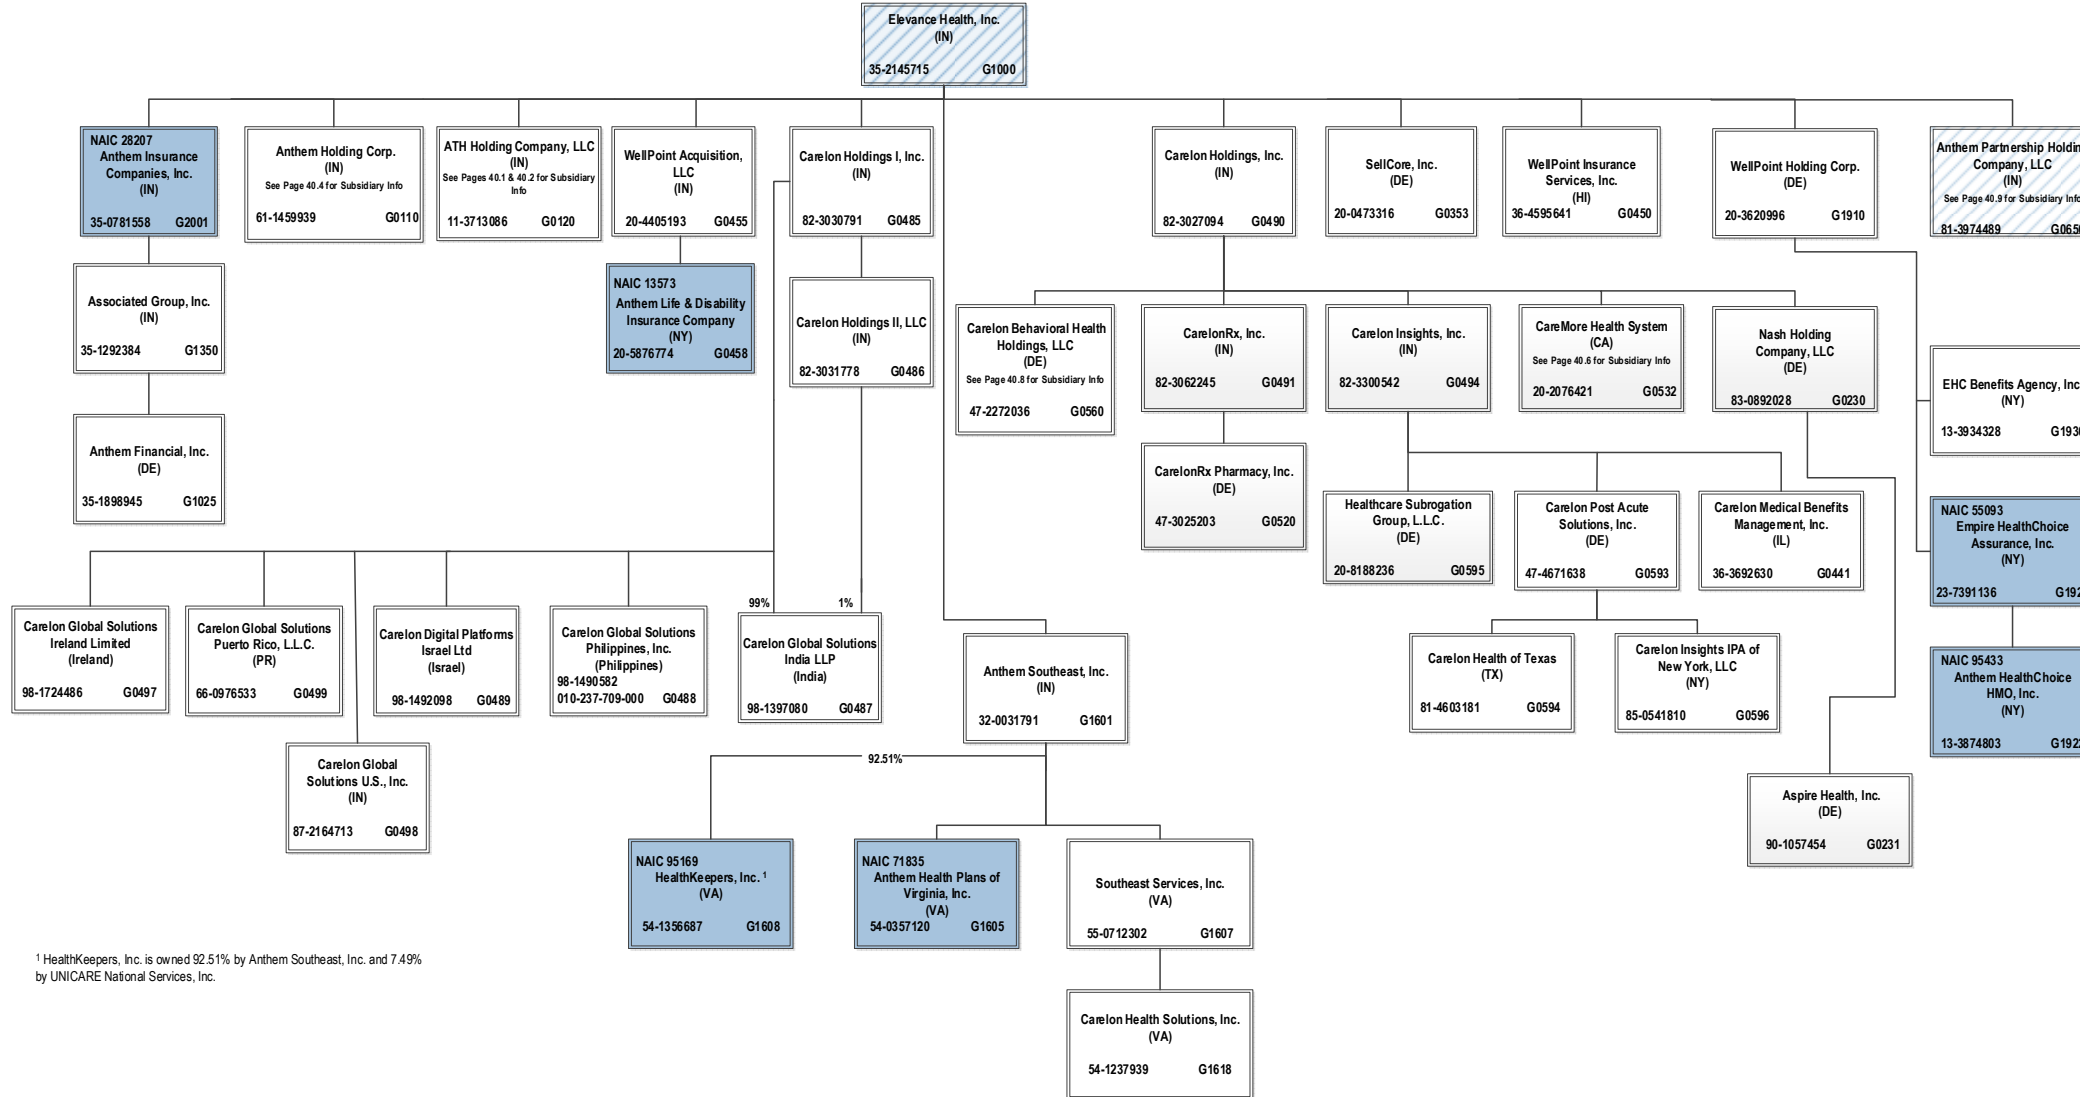 Elevance Health, Inc.
(IN)
35-2145715 G1000
NAIC 28207
Anthem Insurance
Companies, Inc.
(IN)
35-0781558 G2001
Anthem Holding Corp.
(IN)
See Page 40.4 for Subsidiary Info
61-1459939 G0110
ATH Holding Company, LLC
(IN)
See Pages 40.1 & 40.2 for Subsidiary
Info
11-3713086 G0120
WellPoint Acquisition,
LLC
(IN)
20-4405193 G0455
Carelon Holdings I, Inc.
(IN)
82-3030791 G0485
Carelon Holdings, Inc.
(IN)
82-3027094 G0490
SellCore, Inc.
(DE)
20-0473316 G0353
WellPoint Insurance
Services, Inc.
(HI)
36-4595641 G0450
WellPoint Holding Corp.
(DE)
20-3620996 G1910
Anthem Partnership Holding
Company, LLC
(IN)
See Page 40.9 for Subsidiary Info
81-3974489 G0650
Associated Group, Inc.
(IN)
35-1292384 G1350
NAIC 13573
Anthem Life & Disability
Insurance Company
(NY)
20-5876774 G0458
Carelon Holdings II, LLC
(IN)
82-3031778 G0486
Carelon Behavioral Health
Holdings, LLC
(DE)
See Page 40.8 for Subsidiary Info
47-2272036 G0560
CarelonRx, Inc.
(IN)
82-3062245 G0491
Carelon Insights, Inc.
(IN)
82-3300542 G0494
CareMore Health System
(CA)
See Page 40.6 for Subsidiary Info
20-2076421 G0532
Nash Holding
Company, LLC
(DE)
83-0892028 G0230
EHC Benefits Agency, Inc
(NY)
13-3934328 G1930
Anthem Financial, Inc.
(DE)
35-1898945 G1025
CarelonRx Pharmacy, Inc.
(DE)
47-3025203 G0520
Healthcare Subrogation
Group, L.L.C.
(DE)
20-8188236 G0595
Carelon Post Acute
Solutions, Inc.
(DE)
47-4671638 G0593
Carelon Medical Benefits
Management, Inc.
(IL)
36-3692630 G0441
NAIC 55093
Empire HealthChoice
Assurance, Inc.
(NY)
23-7391136 G192
99% 1%
Carelon Global Solutions
Ireland Limited
(Ireland)
98-1724486 G0497
Carelon Global Solutions
Puerto Rico, L.L.C.
(PR)
66-0976533 G0499
Carelon Digital Platforms
Israel Ltd
(Israel)
98-1492098 G0489
Carelon Global Solutions
Philippines, Inc.
(Philippines)
98-1490582
010-237-709-000 G0488
Carelon Global Solutions
India LLP
(India)
98-1397080 G0487
Anthem Southeast, Inc.
(IN)
32-0031791 G1601
Carelon Health of Texas
(TX)
81-4603181 G0594
Carelon Insights IPA of
New York, LLC
(NY)
85-0541810 G0596
NAIC 95433
Anthem HealthChoice
HMO, Inc.
(NY)
13-3874803 G1922
Carelon Global
Solutions U.S., Inc.
(IN)
87-2164713 G0498
92.51%
Aspire Health, Inc.
(DE)
90-1057454 G0231
NAIC 95169
HealthKeepers, Inc. ¹
(VA)
54-1356687 G1608
NAIC 71835
Anthem Health Plans of
Virginia, Inc.
(VA)
54-0357120 G1605
Southeast Services, Inc.
(VA)
55-0712302 G1607
¹ HealthKeepers, Inc. is owned 92.51% by Anthem Southeast, Inc. and 7.49%
by UNICARE National Services, Inc.
Carelon Health Solutions, Inc.
(VA)
54-1237939 G1618